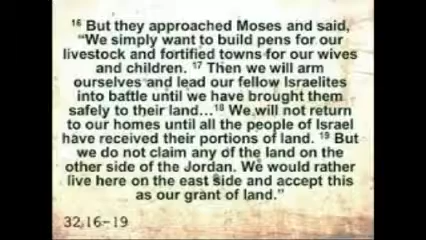 16 But they approached Moses and said,
“We simply want to build pens for our
livestock and fortified towns for our wives
and children. 17 Then we will arm
ourselves and lead our fellow Israelites
into battle until we have brought them
safely to their land...18 We will not return
to our homes until all the people of Israel
have received their portions of land. 19 But
we do not claim any of the land on the
other side of the Jordan. We would rather
live here on the east side and accept this
as our grant of land.”
32,16-19